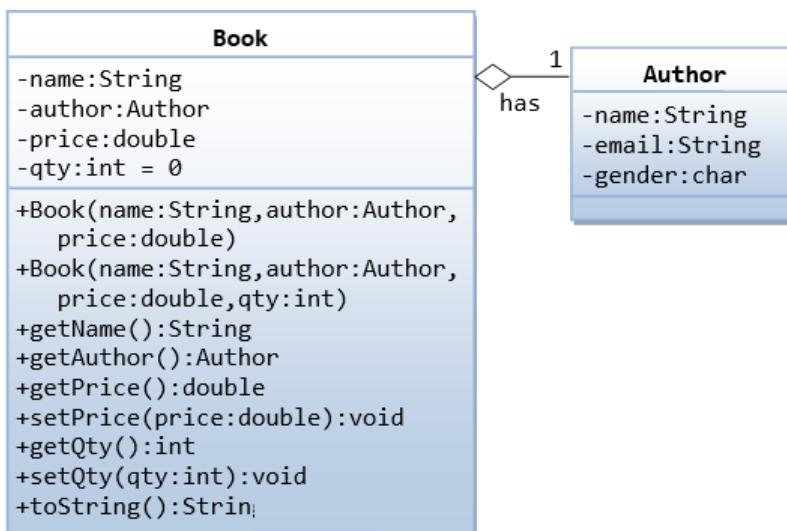 Book
-name:String
-author:Author
-price:double
-qty:int = 0
+Book(name:String,author:Author,
price:double)
+Book(name:String,author:Author,
price:double,qty:int)
+getName():String
+getAuthor():Author
+getPrice():double
+setPrice(price:double):void
+getQty():int
+setQty(qty:int):void
+toString():Strin
1
has
Author
-name:String
-email:String
-gender:char